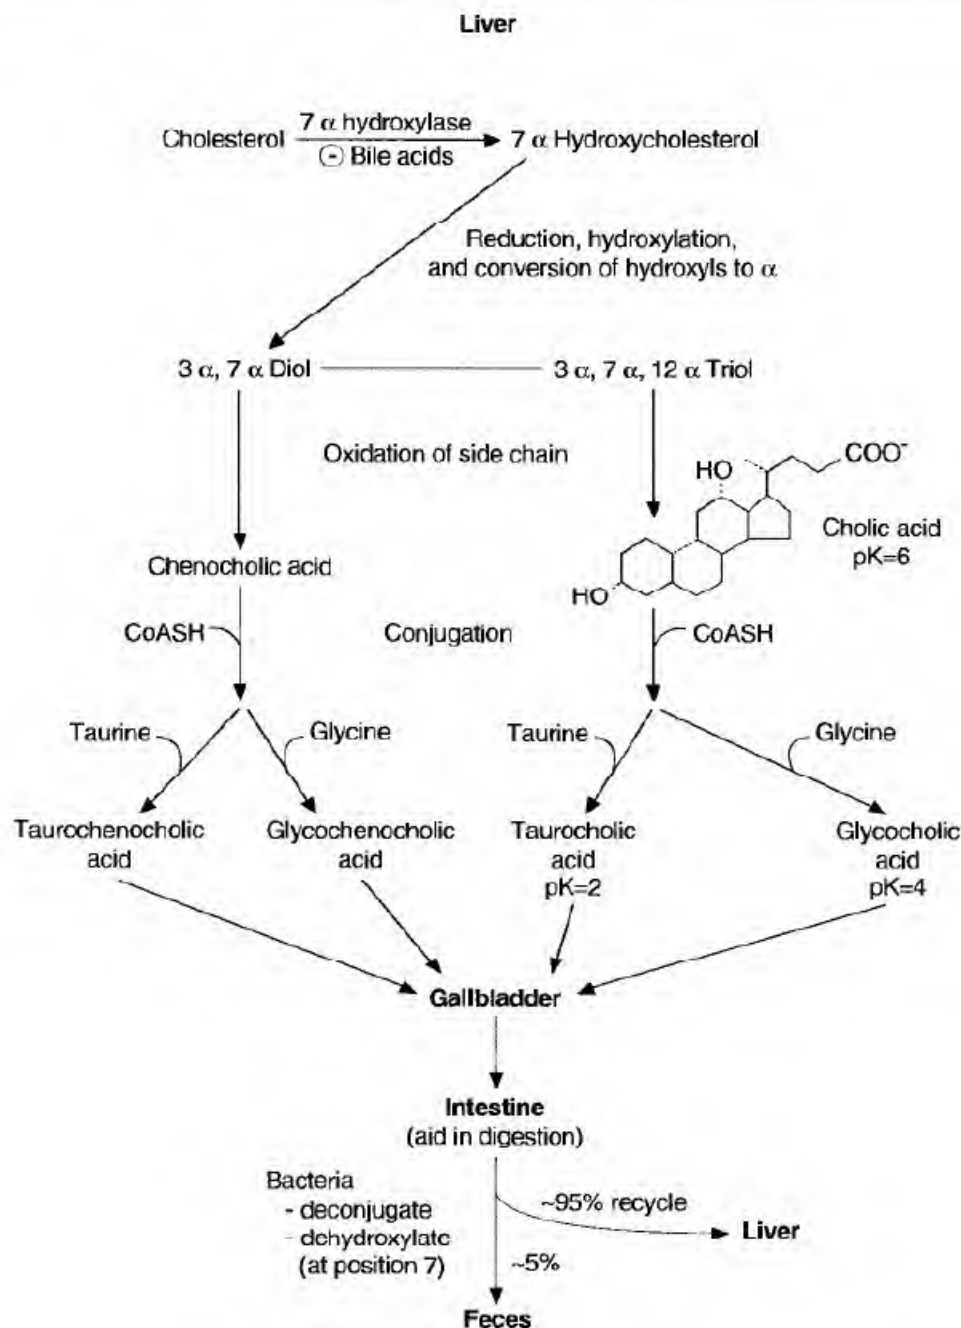 Liver
Cholesterol
7 α hydroxylase
(-) Bile acids
7 α Hydroxycholesterol
Reduction, hydroxylation,
and conversion of hydroxyls to α
3 α, 7 α Diol
3 α, 7 α, 12 α Triol
Oxidation of side chain
HO
COO⁻
HO
Cholic acid
pK=6
Chenocholic acid
CoASH
Conjugation
CoASH
Taurine
Glycine
Taurine
Glycine
Taurochenocholic
acid
Glycochenocholic
acid
Taurocholic
acid
pK=2
Glycocholic
acid
pK=4
Gallbladder
Intestine
(aid in digestion)
Bacteria
- deconjugate
- dehydroxylate
(at position 7)
~95% recycle
Liver
~5%
Feces